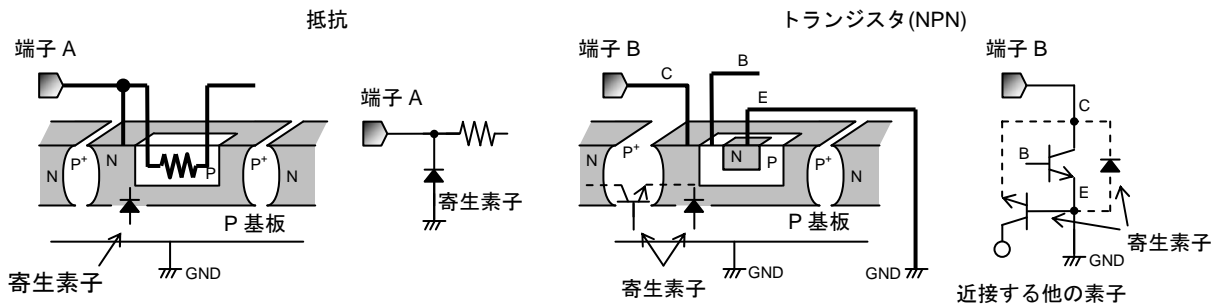 抵抗
トランジスタ(NPN)
端子 A
端子 A
N
P+
N
P
P+
N
寄生素子
P 基板
寄生素子
GND
端子 B
C
B
E
N
P+
N
P
P+
N
P 基板
寄生素子
GND
GND
端子 B
C
B
E
寄生素子
GND
近接する他の素子